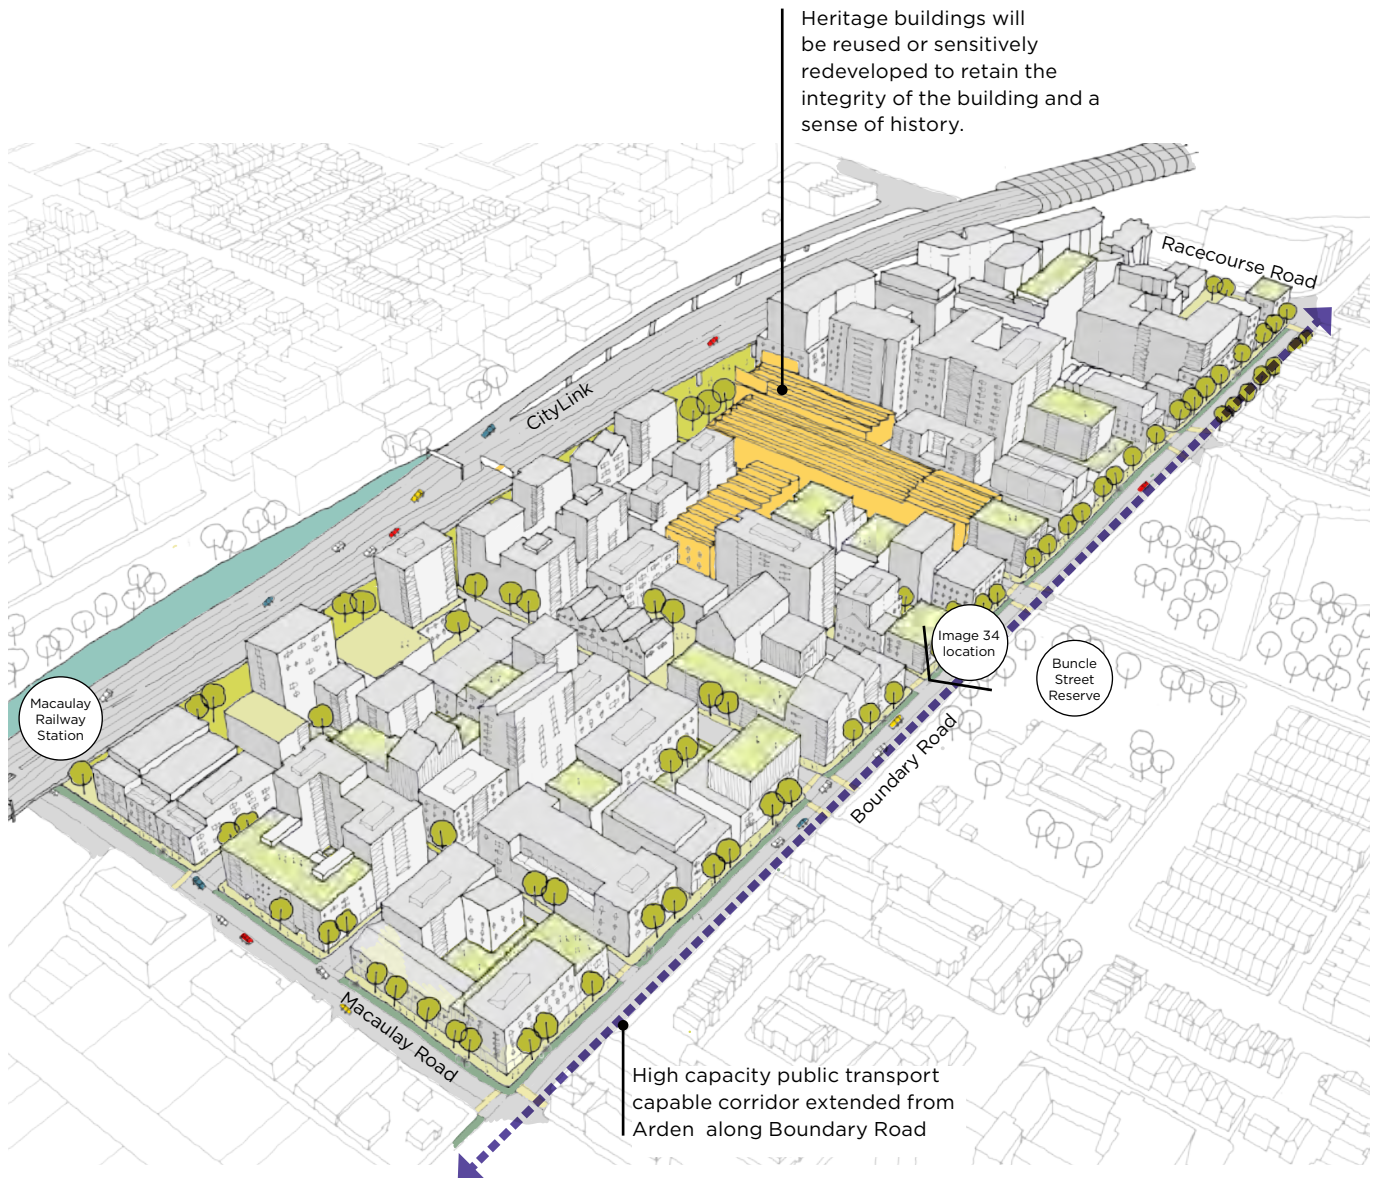 Heritage buildings will
be reused or sensitively
redeveloped to retain the
integrity of the building and a
sense of history.
Racecourse Road
CityLink
Image 34
location
Buncle
Street
Reserve
Macaulay
Railway
Station
Boundary Road
Macaulay Road
High capacity public transport
capable corridor extended from
Arden along Boundary Road